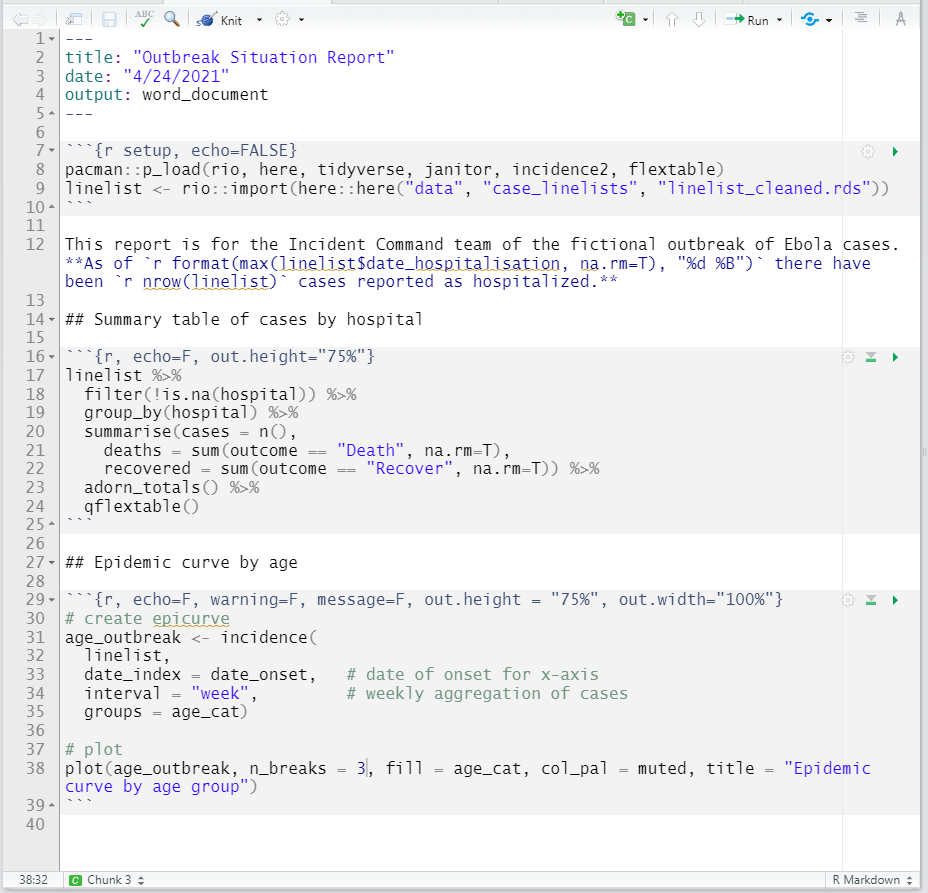 ABC
Knit
C
Run
1 ---
2 title: "Outbreak Situation Report"
3 date: "4/24/2021"
4 output: word_document
5 ---
6
7 ```{r setup, echo=FALSE}
8 pacman::p_load(rio, here, tidyverse, janitor, incidence2, flextable)
9 linelist <- rio::import(here::here("data", "case_linelists", "linelist_cleaned.rds"))
10 ```
11
12 This report is for the Incident Command team of the fictional outbreak of Ebola cases.
**As of `r format(max(linelist$date_hospitalisation, na.rm=T), "%d %B")` there have
been `r nrow(linelist)` cases reported as hospitalized.**
13
14 ## Summary table of cases by hospital
15
16 ```{r, echo=F, out.height="75%"}
17 linelist %>%
18   filter(!is.na(hospital)) %>%
19   group_by(hospital) %>%
20   summarise(cases = n(),
21     deaths = sum(outcome == "Death", na.rm=T),
22     recovered = sum(outcome == "Recover", na.rm=T)) %>%
23   adorn_totals() %>%
24   qflextable()
25 ```
26
27 ## Epidemic curve by age
28
29 ```{r, echo=F, warning=F, message=F, out.height = "75%", out.width="100%"}
30 # create epicurve
31 age_outbreak <- incidence(
32   linelist,
33   date_index = date_onset,   # date of onset for x-axis
34   interval = "week",         # weekly aggregation of cases
35   groups = age_cat)
36
37 # plot
38 plot(age_outbreak, n_breaks = 3, fill = age_cat, col_pal = muted, title = "Epidemic
curve by age group")
39 ```
40
38:32 C Chunk 3 R Markdown